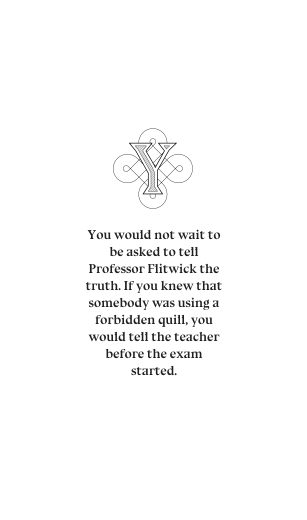 Y
You would not wait to
be asked to tell
Professor Flitwick the
truth. If you knew that
somebody was using a
forbidden quill, you
would tell the teacher
before the exam
started.